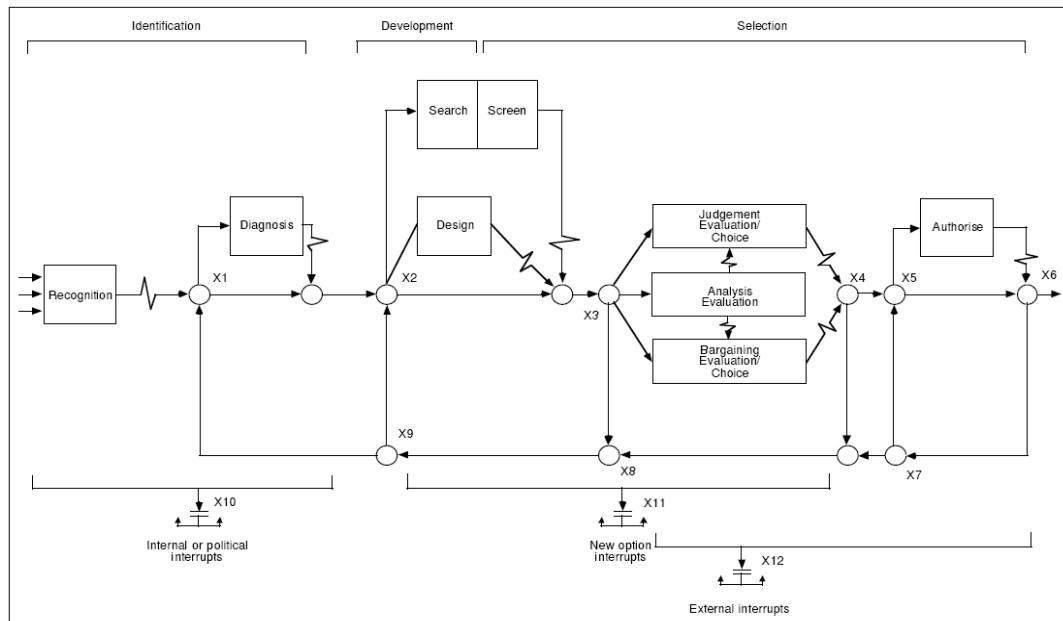 Identification
Development
Selection
Search
Screen
Diagnosis
Design
Judgement
Evaluation/
Choice
Authorise
X1
X2
X4
X5
X6
Recognition
Analysis
Evaluation
X3
Bargaining
Evaluation/
Choice
X9
X8
X7
X10
X11
Internal or political
interrupts
New option
interrupts
X12
External interrupts